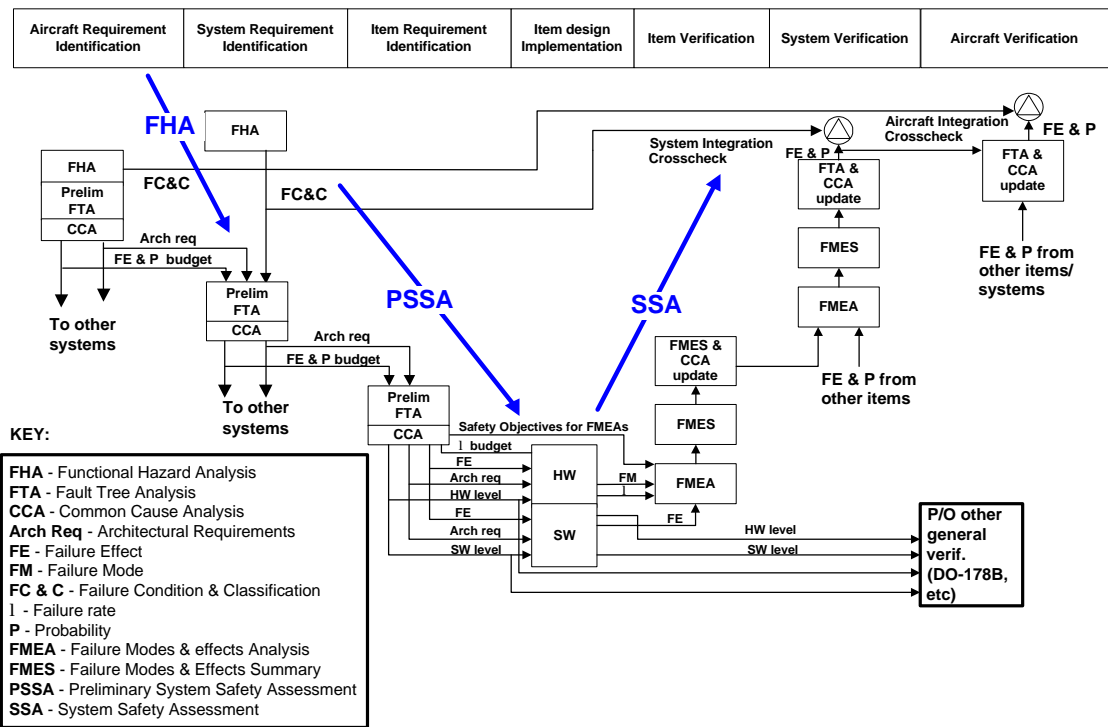 Aircraft Requirement
Identification
System Requirement
Identification
Item Requirement
Identification
Item design
Implementation
Item Verification
System Verification
Aircraft Verification
FHA
FHA
FHA
Prelim
FTA
CCA
FC&C
FC&C
Arch req
FE & P budget
To other
systems
Prelim
FTA
CCA
Arch req
FE & P budget
To other
systems
PSSA
SSA
System Integration
Crosscheck
FE & P
Aircraft Integration
Crosscheck
FE & P
FTA &
CCA
update
FTA &
CCA
update
FMES
FMEA
FE & P from
other items/
systems
FE & P from
other items
FMES &
CCA
update
FMES
FMEA
Prelim
FTA
CCA
Safety Objectives for FMEAs
l budget
FE
Arch req
HW level
FE
Arch req
SW level
HW
SW
FM
l
FE
HW level
SW level
P/O other
general
verif.
(DO-178B,
etc)
KEY:
FHA - Functional Hazard Analysis
FTA - Fault Tree Analysis
CCA - Common Cause Analysis
Arch Req - Architectural Requirements
FE - Failure Effect
FM - Failure Mode
FC & C - Failure Condition & Classification
l - Failure rate
P - Probability
FMEA - Failure Modes & effects Analysis
FMES - Failure Modes & Effects Summary
PSSA - Preliminary System Safety Assessment
SSA - System Safety Assessment